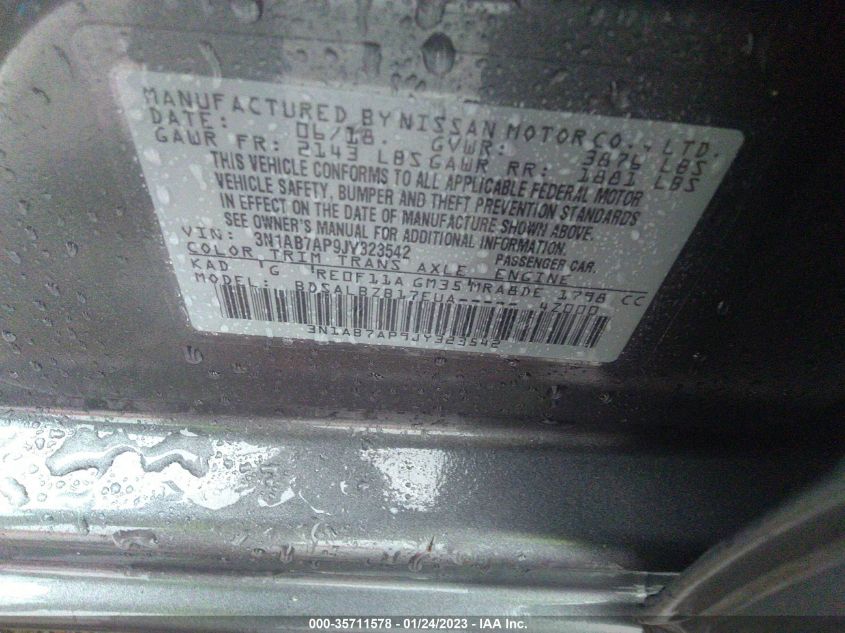 MANUFACTURED BY NISSAN MOTOR CO., LTD.
DATE: 06/18. GVWR: 3876 LBS
GAWR FR: 2143 LBS GAWR RR: 1881 LBS
THIS VEHICLE CONFORMS TO ALL APPLICABLE FEDERAL MOTOR
VEHICLE SAFETY, BUMPER AND THEFT PREVENTION STANDARDS
IN EFFECT ON THE DATE OF MANUFACTURE SHOWN ABOVE.
SEE OWNER'S MANUAL FOR ADDITIONAL INFORMATION.
VIN: 3N1AB7AP9JY323542 PASSENGER CAR.
COLOR TRIM TRANS AXLE ENGINE
KAD G RE0F11A GM35 MRA8DE 1798 CC
MODEL: BDSALBZB17EUA----- 4Z000
3N1AB7AP9JY323542
000-35711578 - 01/24/2023 - IAA Inc.